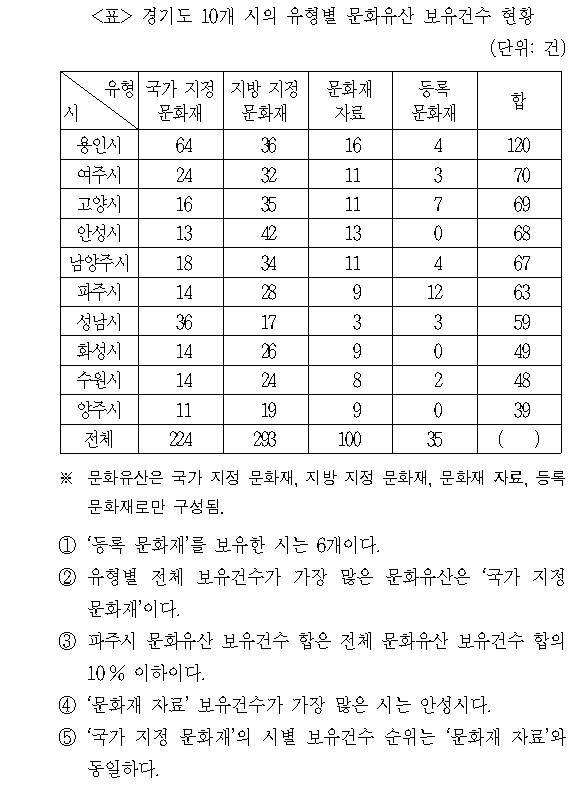 <표> 경기도 10개 시의 유형별 문화유산 보유건수 현황
(단위: 건)
유형 국가 지정 지방 지정 문화재 등록 합
시 문화재 문화재 자료 문화재
용인시 64 36 16 4 120
여주시 24 32 11 3 70
고양시 16 35 11 7 69
안성시 13 42 13 0 68
남양주시 18 34 11 4 67
파주시 14 28 9 12 63
성남시 36 17 3 3 59
화성시 14 26 9 0 49
수원시 14 24 8 2 48
양주시 11 19 9 0 39
전체 224 293 100 35 ( )
※ 문화유산은 국가 지정 문화재, 지방 지정 문화재, 문화재 자료, 등록
문화재로만 구성됨.
① ‘등록 문화재’를 보유한 시는 6개이다.
② 유형별 전체 보유건수가 가장 많은 문화유산은 ‘국가 지정
문화재’이다.
③ 파주시 문화유산 보유건수 합은 전체 문화유산 보유건수 합의
10% 이하이다.
④ ‘문화재 자료’ 보유건수가 가장 많은 시는 안성시다.
⑤ ‘국가 지정 문화재’의 시별 보유건수 순위는 ‘문화재 자료’와
동일하다.